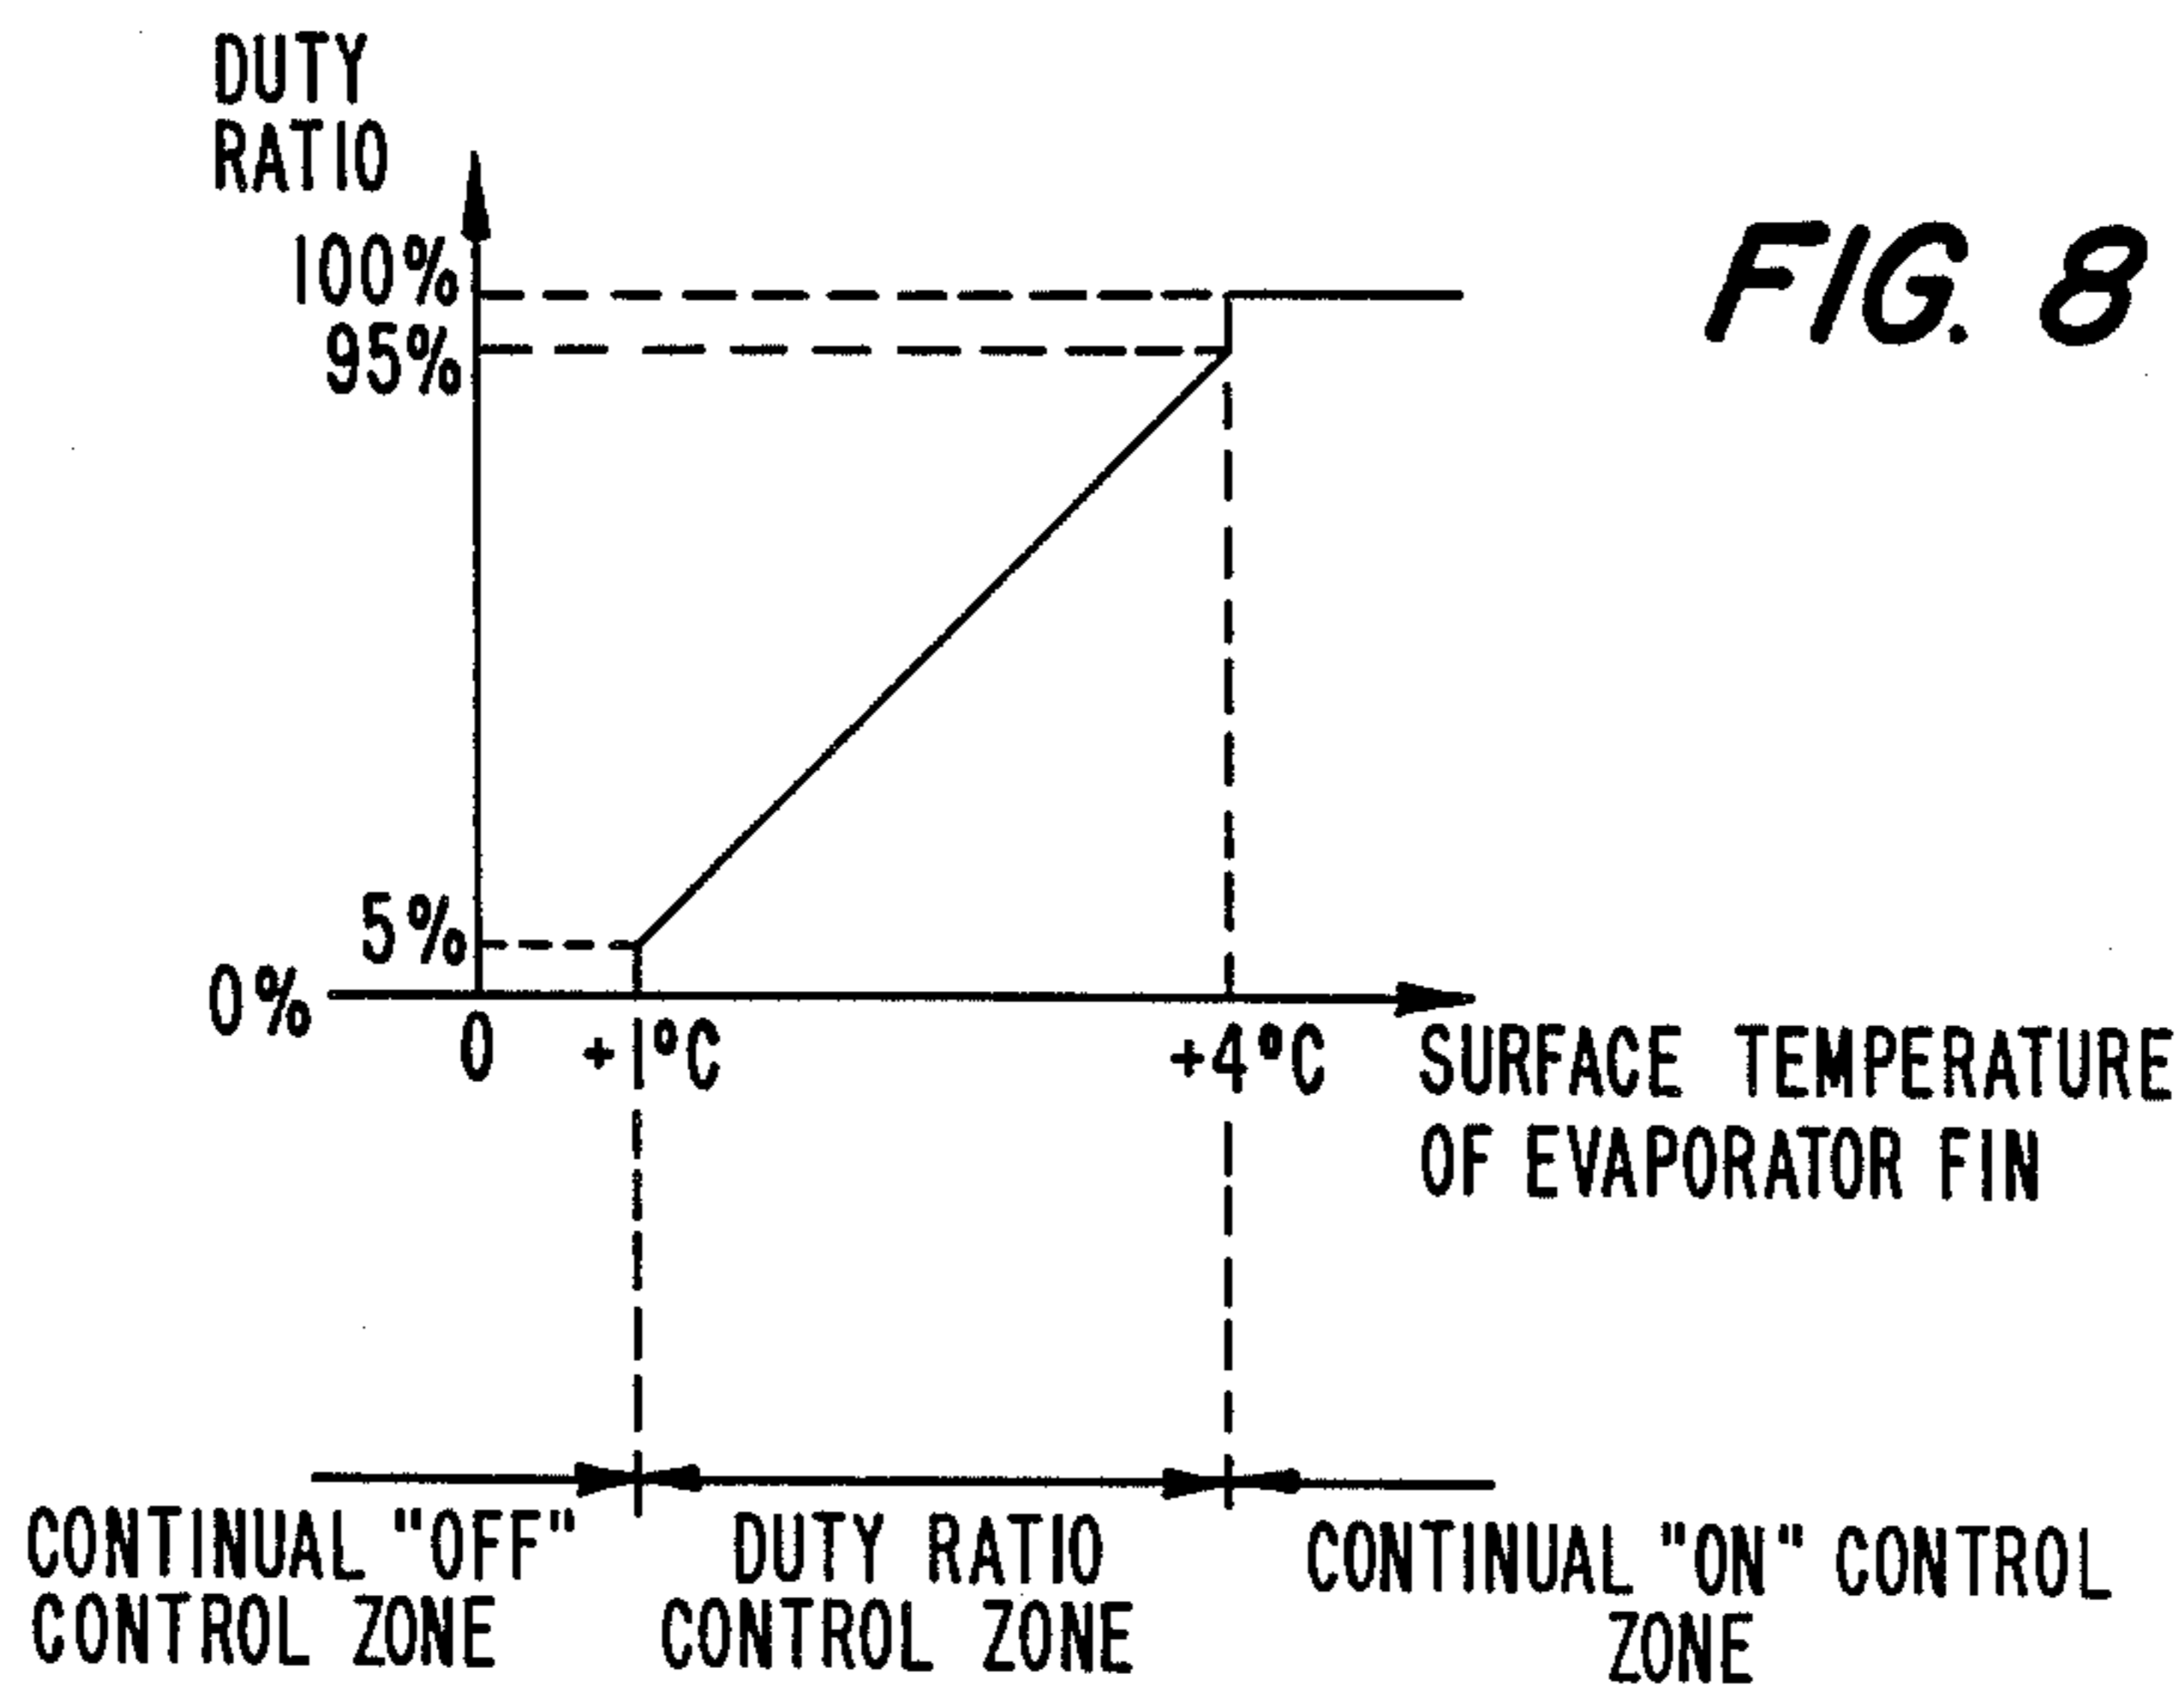 DUTY
RATIO
FIG. 8
100%
95%
5%
0%
0 +1°C +4°C
SURFACE TEMPERATURE
OF EVAPORATOR FIN
CONTINUAL "OFF"
CONTROL ZONE
DUTY RATIO
CONTROL ZONE
CONTINUAL "ON" CONTROL
ZONE